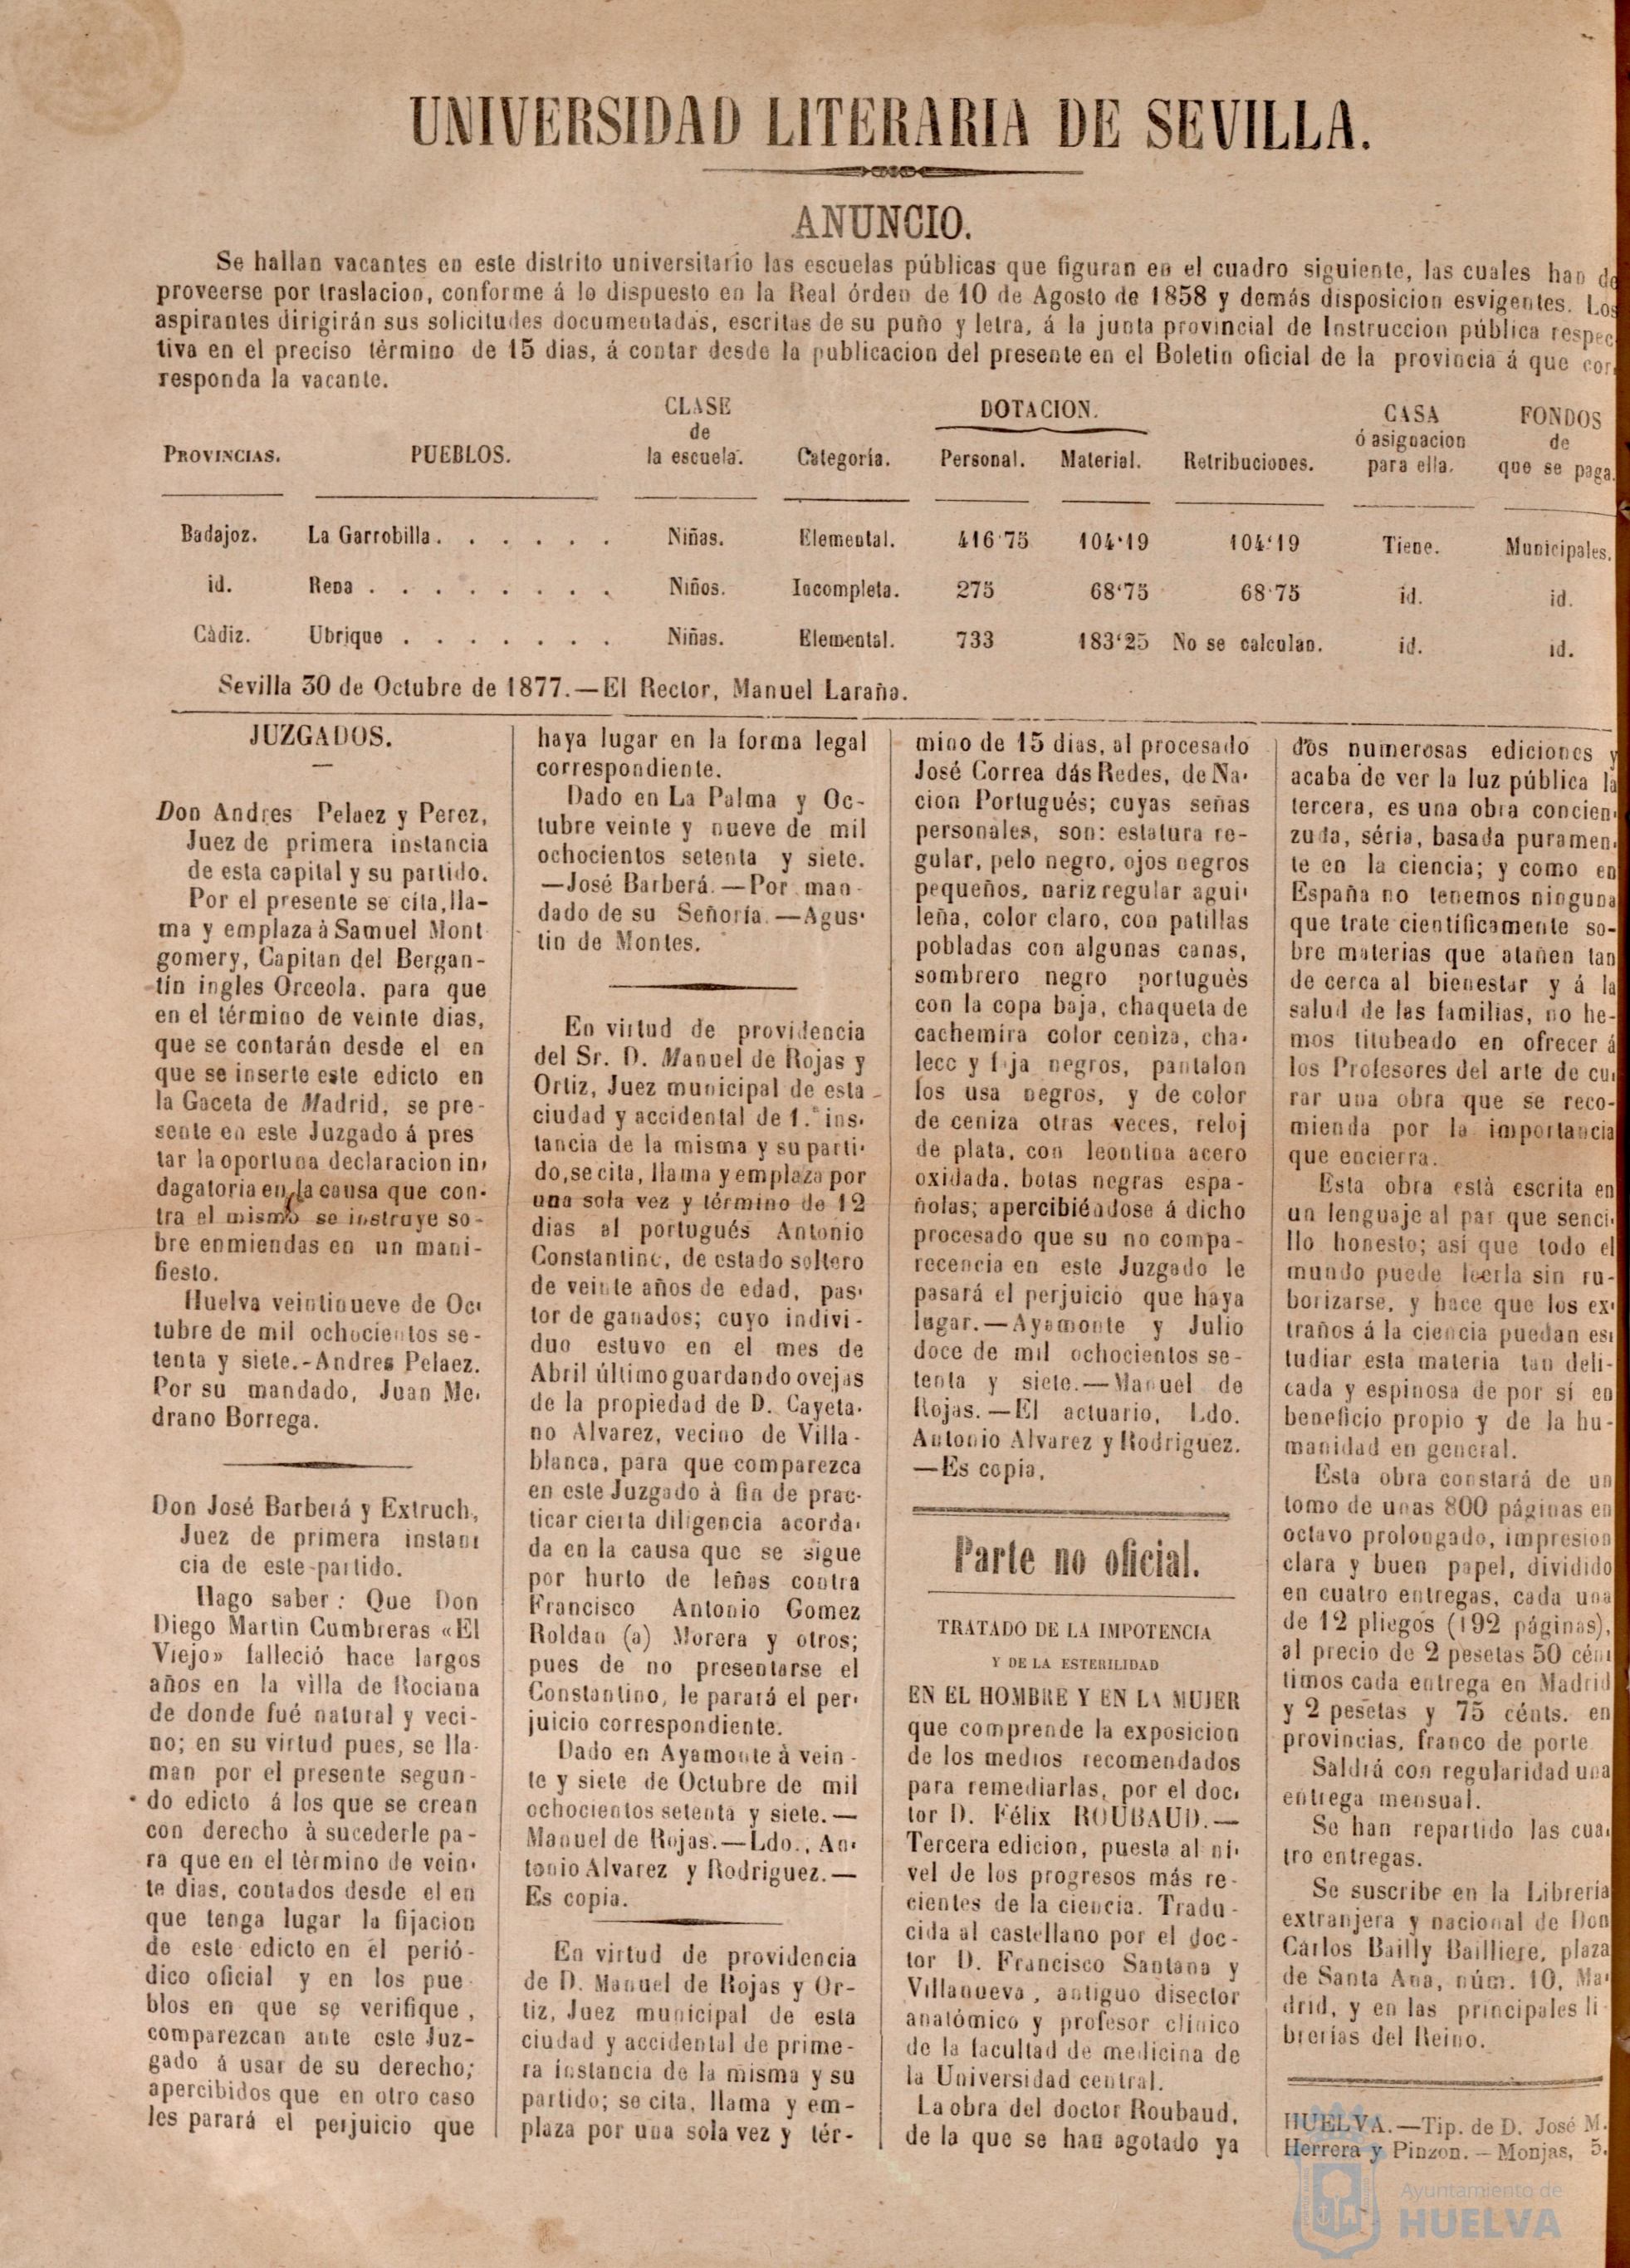 UNIVERSIDAD LITERARIA DE SEVILLA.
ANUNCIO.
Se hallan vacantes en este distrito universitario las escuelas públicas que figuran en el cuadro siguiente, las cuales han de
proveerse por traslacion, conforme á lo dispuesto en la Real órden de 10 de Agosto de 1858 y demás disposicion esvigentes. Los
aspirantes dirigirán sus solicitudes documentadas, escritas de su puño y letra, á la junta provincial de Instruccion pública respec
tiva en el preciso término de 15 dias, á contar desde la publicacion del presente en el Boletin oficial de la provincia á que cor
responda la vacante.
PROVINCIAS. PUEBLOS. CLASE de la escuela. Categoría. DOTACION. Personal. Material. Retribuciones. CASA ó asignacion para ella. FONDOS de que se paga.
Badajoz. La Garrobilla. . . . . . . Niñas. Elemental. 416'75 104'19 104'19 Tiene. Municipales.
id. Rena . . . . . . . . Niños. Incompleta. 275 68'75 68'75 id. id.
Càdiz. Ubrique . . . . . . . Niñas. Elemental. 733 183'25 No se calculan. id. id.
Sevilla 30 de Octubre de 1877.—El Rector, Manuel Laraña.
JUZGADOS.
Don Andres Pelaez y Perez,
Juez de primera instancia
de esta capital y su partido.
Por el presente se cita, lla-
ma y emplaza à Samuel Mont
gomery, Capitan del Bergan-
tín ingles Orceola. para que
en el término de veinte dias,
que se contarán desde el en
que se inserte este edicto en
la Gaceta de Madrid, se pre-
sente en este Juzgado á pres
tar la oportuna declaracion in-
dagatoria en la causa que con-
tra el mismo se instruye so-
bre enmiendas en un mani-
fiesto.
Huelva veintinueve de Oc-
tubre de mil ochocientos se-
tenta y siete.-Andres Pelaez.
Por su mandado, Juan Me-
drano Borrega.
Don José Barberá y Extruch,
Juez de primera instan-
cia de este partido.
Hago saber: Que Don
Diego Martin Cumbreras «El
Viejo» falleció hace largos
años en la villa de Rociana
de donde fué natural y veci-
no; en su virtud pues, se lla-
man por el presente segun-
do edicto á los que se crean
con derecho à sucederle pa-
ra que en el tèrmino de vein-
te dias, contados desde el en
que tenga lugar la fijacion
de este edicto en el perió-
dico oficial y en los pue
blos en que se verifique,
comparezcan ante este Juz-
gado á usar de su derecho;
apercibidos que en otro caso
les parará el perjuicio que
haya lugar en la forma legal
correspondiente.
Dado en La Palma y Oc-
tubre veinte y nueve de mil
ochocientos setenta y siete.
—José Barberá.—Por man-
dado de su Señoría.—Agus-
tin de Montes.
En virtud de providencia
del Sr. D. Manuel de Rojas y
Ortiz, Juez municipal de esta
ciudad y accidental de 1.ª ins-
tancia de la misma y su parti-
do, se cita, llama y emplaza por
una sola vez y término de 12
dias al portugués Antonio
Constantino, de estado soltero
de veinte años de edad, pas-
tor de ganados; cuyo indivi-
duo estuvo en el mes de
Abril último guardando ovejas
de la propiedad de D. Cayeta-
no Alvarez, vecino de Villa-
blanca, para que comparezca
en este Juzgado à fin de prac-
ticar cierta diligencia acorda-
da en la causa que se sigue
por hurto de leñas contra
Francisco Antonio Gomez
Roldan (a) Morera y otros;
pues de no presentarse el
Constantino, le parará el per-
juicio correspondiente.
Dado en Ayamonte à vein-
te y siete de Octubre de mil
ochocientos setenta y siete.—
Manuel de Rojas.—Ldo., An-
tonio Alvarez y Rodriguez.—
Es copia.
En virtud de providencia
de D. Manuel de Rojas y Or-
tiz, Juez municipal de esta
ciudad y accidental de prime-
ra instancia de la misma y su
partido; se cita, llama y em-
plaza por una sola vez y tér-
mino de 15 dias, al procesado
José Correa dás Redes, de Na-
cion Portugués; cuyas señas
personales, son: estatura re-
gular, pelo negro, ojos negros
pequeños, nariz regular agui-
leña, color claro, con patillas
pobladas con algunas canas,
sombrero negro portuguès
con la copa baja, chaqueta de
cachemira color ceniza, cha-
leco y faja negros, pantalon
los usa negros, y de color
de ceniza otras veces, reloj
de plata, con leontina acero
oxidada, botas negras espa-
ñolas; apercibiéndose á dicho
procesado que su no compa-
recencia en este Juzgado le
pasará el perjuicio que haya
lugar.—Ayamonte y Julio
doce de mil ochocientos se-
tenta y siete.—Manuel de
Rojas.—El actuario, Ldo.
Antonio Alvarez y Rodriguez.
—Es copia.
Parte no oficial.
TRATADO DE LA IMPOTENCIA
Y DE LA ESTERILIDAD
EN EL HOMBRE Y EN LA MUJER
que comprende la exposicion
de los medios recomendados
para remediarlas, por el doc-
tor D. Félix ROUBAUD.—
Tercera edicion, puesta al ni-
vel de los progresos más re-
cientes de la ciencia. Tradu-
cida al castellano por el doc-
tor D. Francisco Santana y
Villanueva, antiguo disector
anatómico y profesor clínico
de la facultad de medicina de
la Universidad central.
La obra del doctor Roubaud,
de la que se han agotado ya
dos numerosas ediciones y
acaba de ver la luz pública la
tercera, es una obra concien-
zuda, séria, basada puramen-
te en la ciencia; y como en
España no tenemos ninguna
que trate científicamente so-
bre materias que atañen tan
de cerca al bienestar y á la
salud de las familias, no he-
mos titubeado en ofrecer á
los Profesores del arte de cu-
rar una obra que se reco-
mienda por la importancia
que encierra.
Esta obra está escrita en
un lenguaje al par que senci-
llo honesto; así que todo el
mundo puede leerla sin ru-
borizarse, y hace que los ex-
traños á la ciencia puedan es-
tudiar esta materia tan deli-
cada y espinosa de por sí en
beneficio propio y de la hu-
manidad en general.
Esta obra constará de un
tomo de unas 800 páginas en
octavo prolongado, impresion
clara y buen papel, dividido
en cuatro entregas, cada una
de 12 pliegos (192 páginas),
al precio de 2 pesetas 50 cén-
timos cada entrega en Madrid
y 2 pesetas y 75 cénts. en
provincias, franco de porte
Saldrá con regularidad una
entrega mensual.
Se han repartido las cua-
tro entregas.
Se suscribe en la Librería
extranjera y nacional de Don
Cárlos Bailly Bailliere, plaza
de Santa Ana, núm. 10, Ma-
drid, y en las principales li
brerías del Reino.
HUELVA.—Tip. de D. José M.
Herrera y Pinzon.—Monjas, 5.
Ayuntamiento de
HUELVA